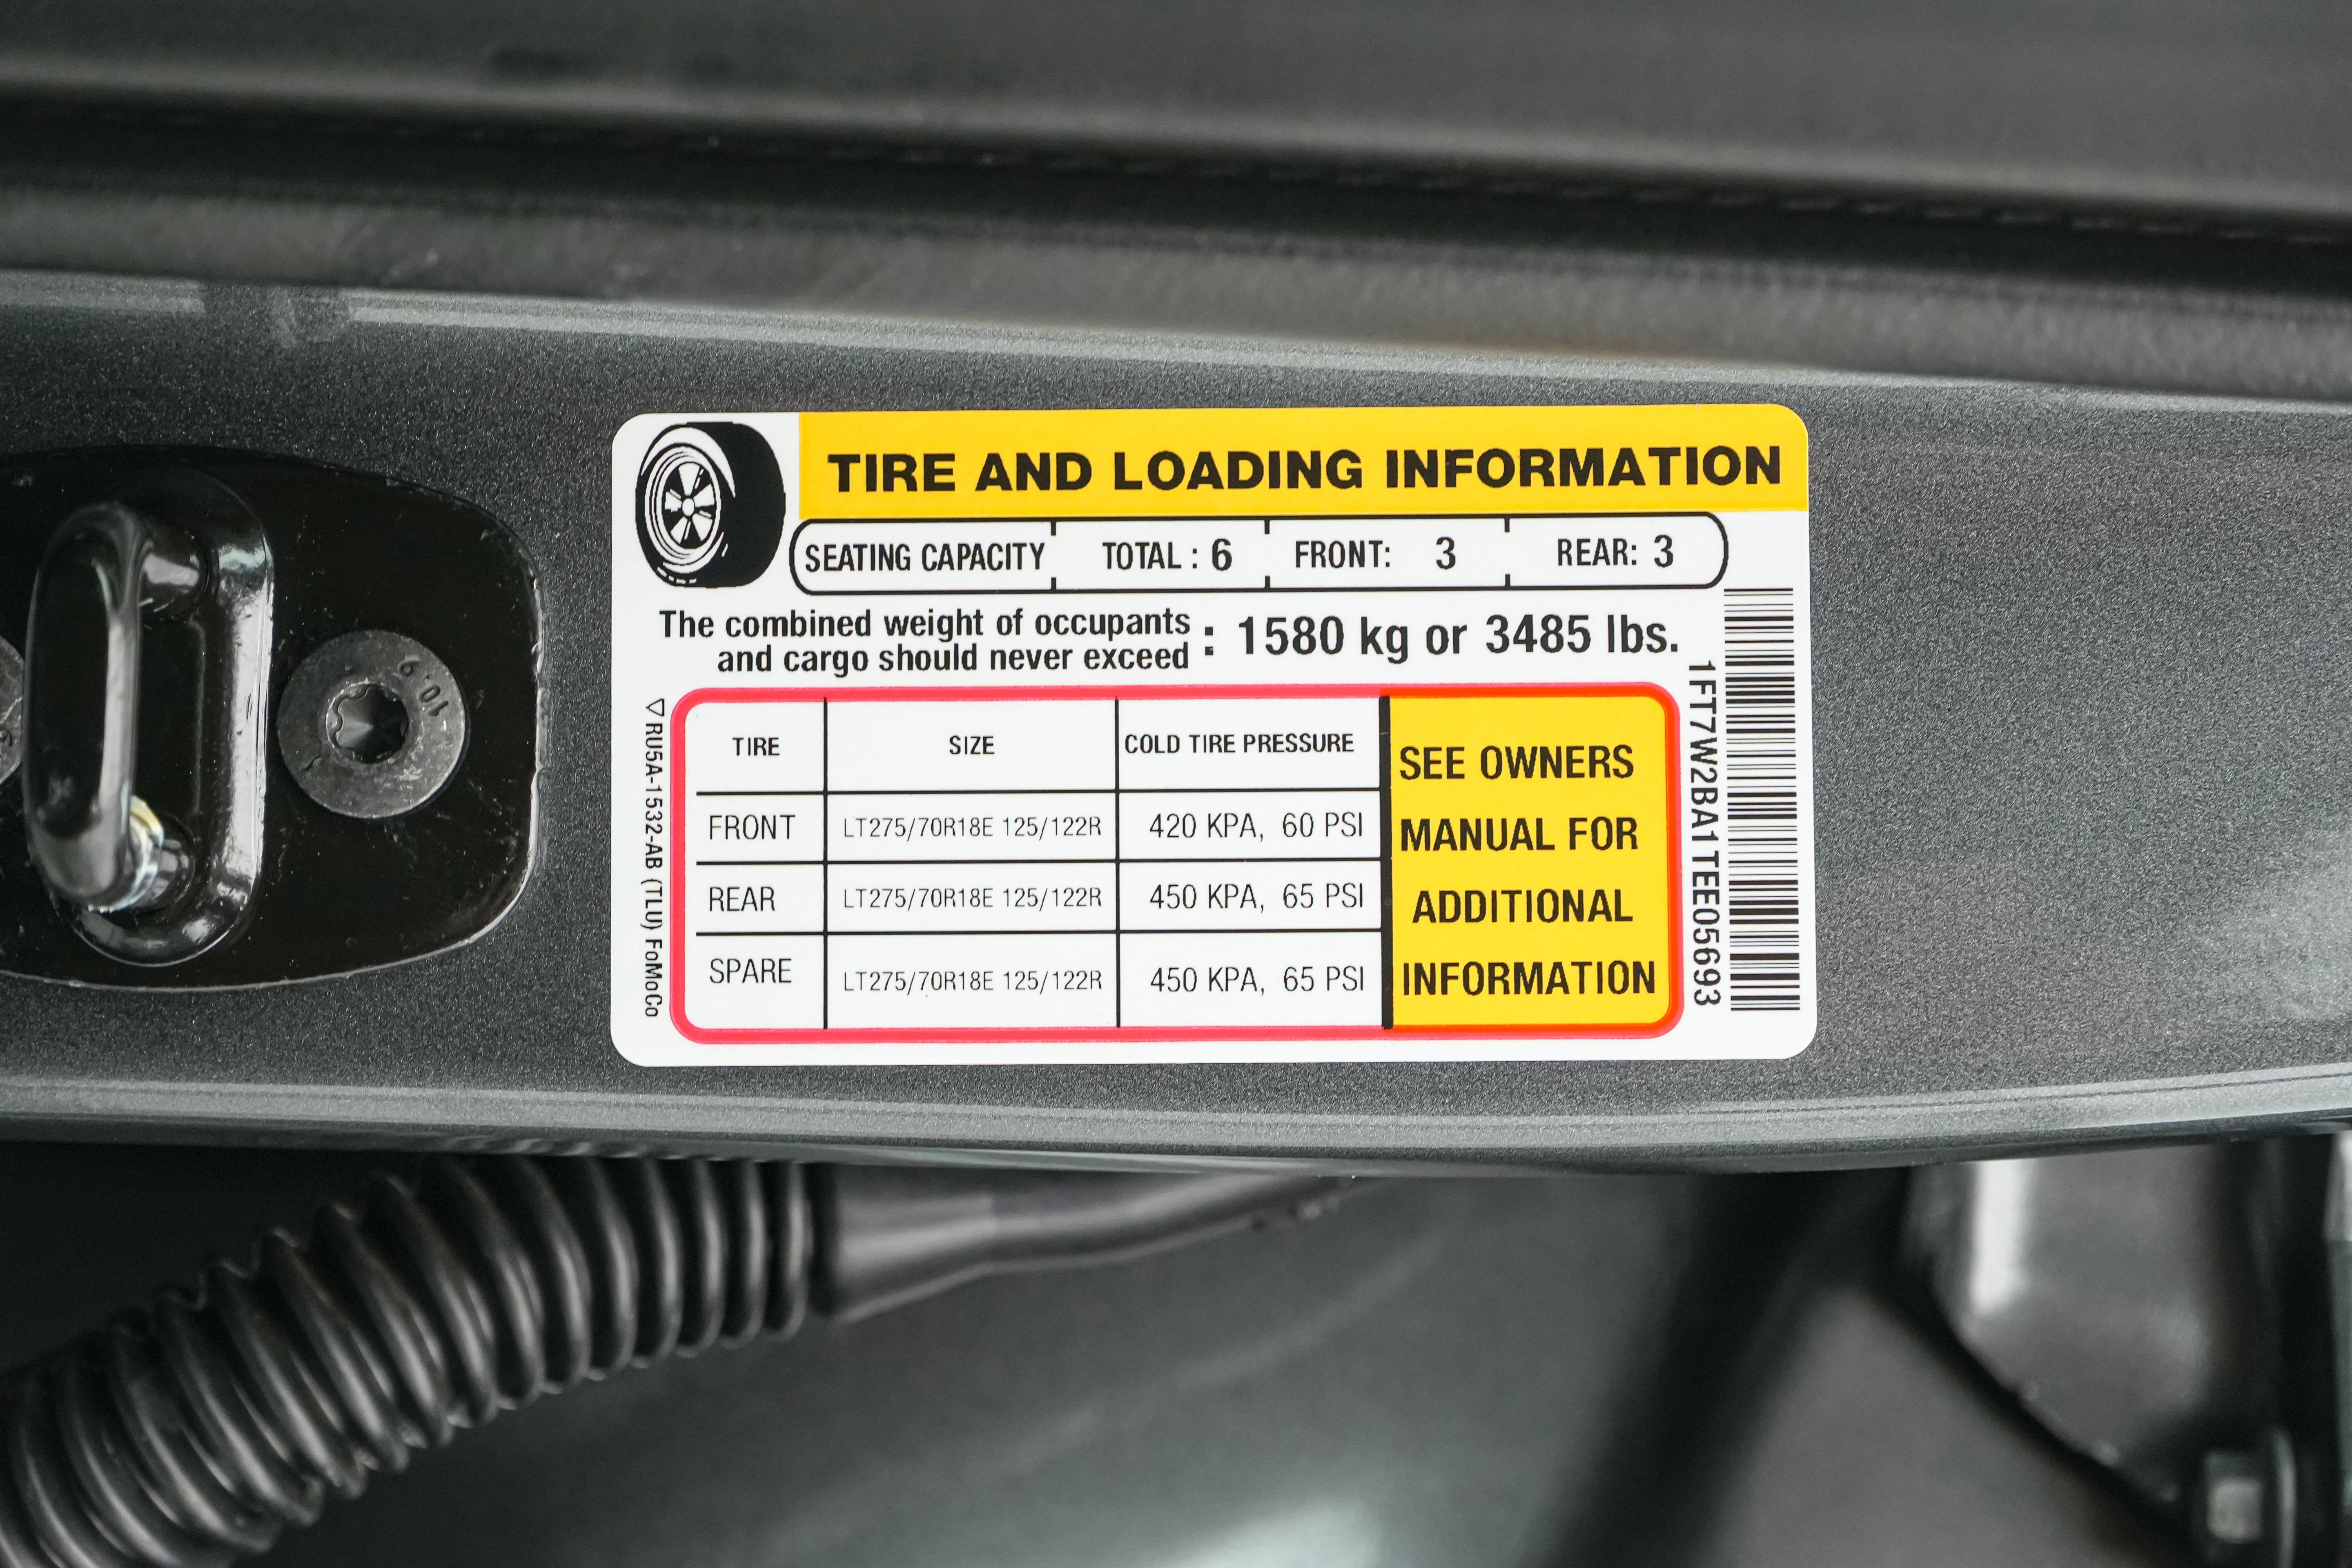 TIRE AND LOADING INFORMATION
SEATING CAPACITY TOTAL : 6 FRONT: 3 REAR: 3
The combined weight of occupants
and cargo should never exceed : 1580 kg or 3485 lbs.
TIRE SIZE COLD TIRE PRESSURE
FRONT LT275/70R18E 125/122R 420 KPA, 60 PSI
REAR LT275/70R18E 125/122R 450 KPA, 65 PSI
SPARE LT275/70R18E 125/122R 450 KPA, 65 PSI
SEE OWNERS
MANUAL FOR
ADDITIONAL
INFORMATION
1FT7W2BA1TEE05693
▽RU5A-1532-AB (TLU) FoMoCo
10.9